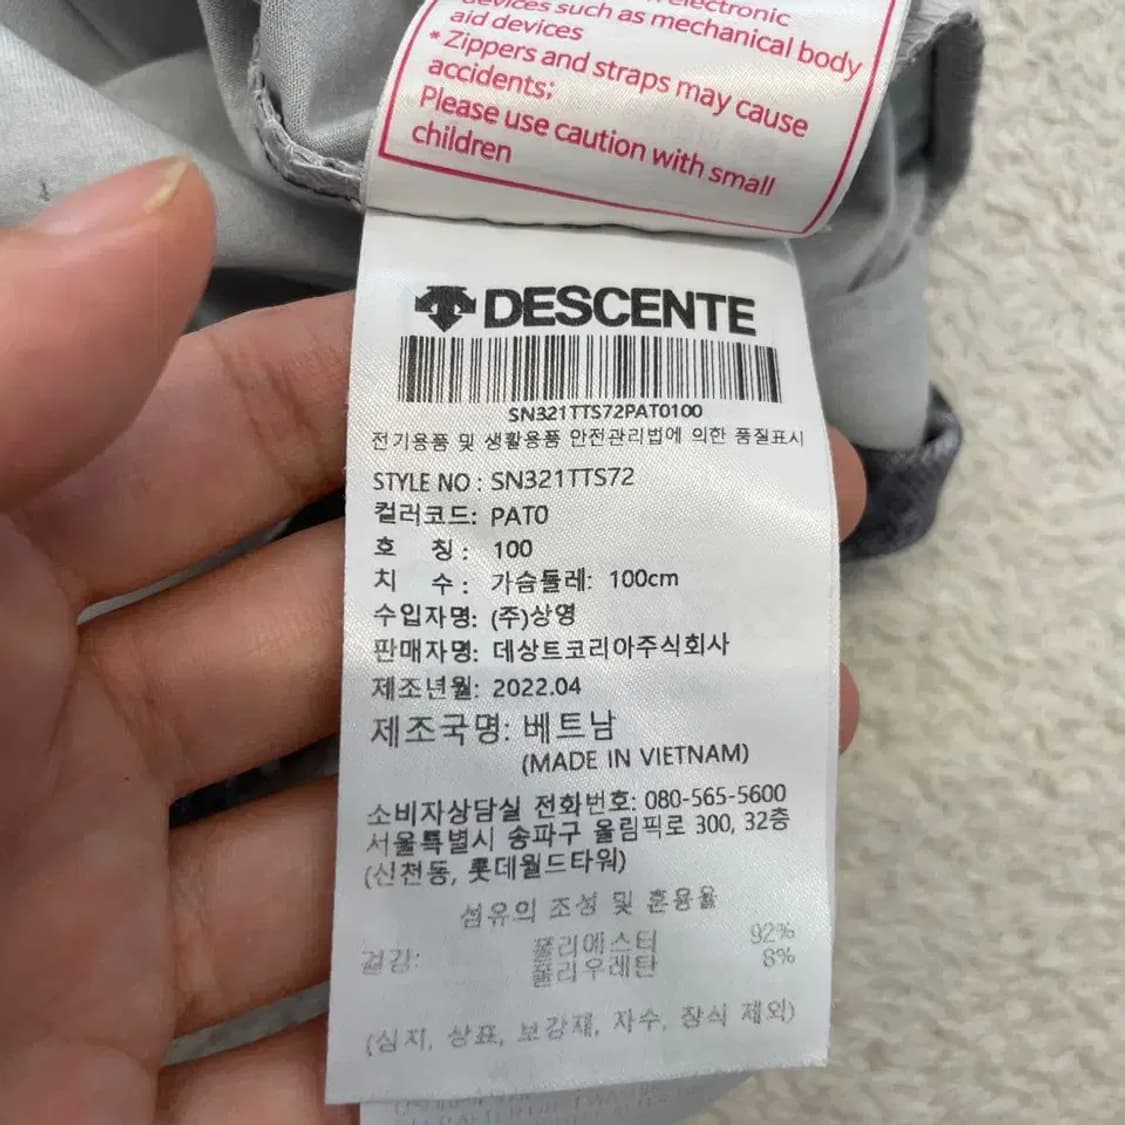 electronic
devices such as mechanical body
aid devices
* Zippers and straps may cause
accidents;
Please use caution with small
children
DESCENTE
SN321TTS72PAT0100
전기용품 및 생활용품 안전관리법에 의한 품질표시
STYLE NO : SN321TTS72
컬러코드: PAT0
호 칭 : 100
치 수 : 가슴둘레: 100cm
수입자명: (주)상영
판매자명: 데상트코리아주식회사
제조년월: 2022.04
제조국명: 베트남
(MADE IN VIETNAM)
소비자상담실 전화번호: 080-565-5600
서울특별시 송파구 올림픽로 300, 32층
(신천동, 롯데월드타워)
섬유의 조성 및 혼용율
겉감: 폴리에스터 92%
폴리우레탄 8%
(심지, 상표, 보강재, 자수, 장식 제외)